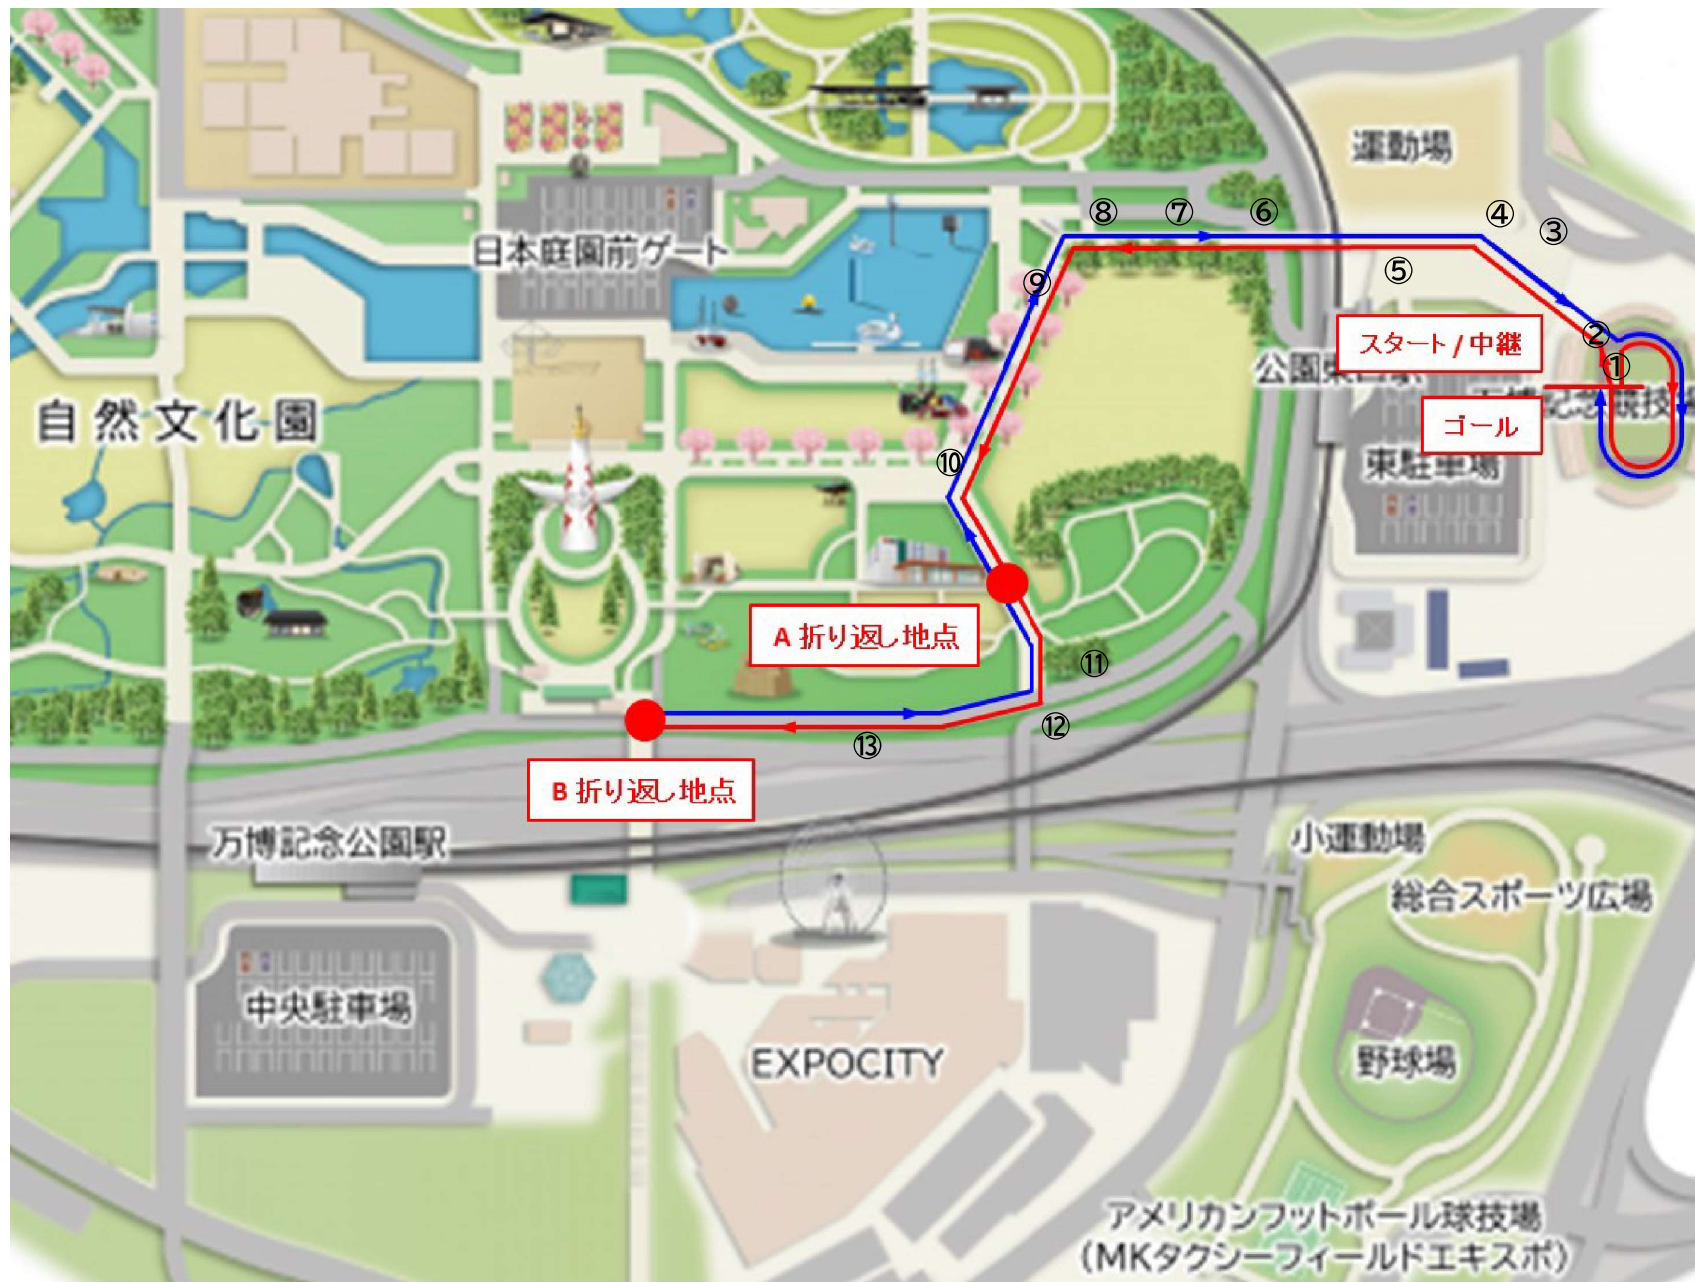 運動場
⑧
⑦
⑥
④
③
日本庭園前ゲート
⑤
⑨
②
スタート / 中継
①
自然文化園
ゴール
東駐車場
⑩
A 折り返し地点
⑪
⑫
⑬
B 折り返し地点
万博記念公園駅
小運動場
総合スポーツ広場
中央駐車場
EXPOCITY
野球場
アメリカンフットボール球技場
(MKタクシーフィールドエキスポ)